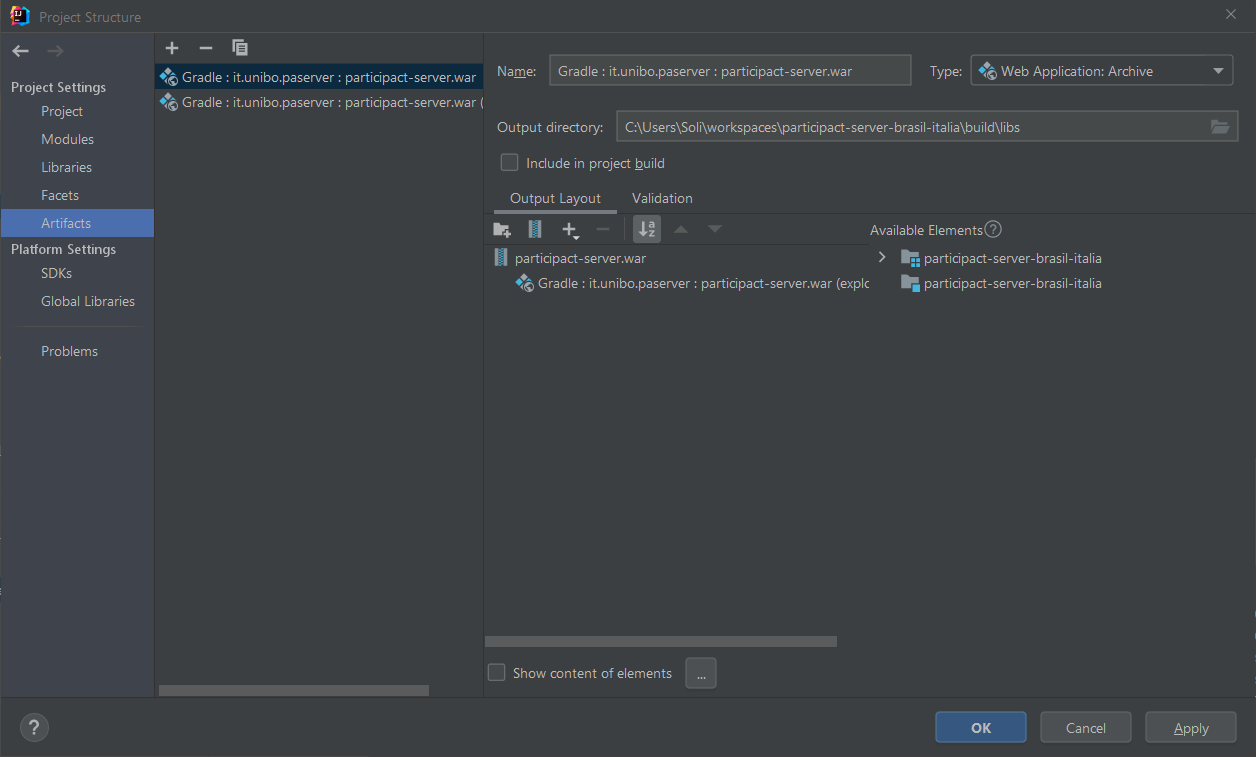 Project Structure
Project Settings
Project
Modules
Libraries
Facets
Artifacts
Platform Settings
SDKs
Global Libraries
Problems
Gradle : it.unibo.paserver : participact-server.war
Gradle : it.unibo.paserver : participact-server.war (
Name: Gradle : it.unibo.paserver : participact-server.war Type: Web Application: Archive
Output directory: C:\Users\Soli\workspaces\participact-server-brasil-italia\build\libs
Include in project build
Output Layout Validation
Available Elements
participact-server.war
Gradle : it.unibo.paserver : participact-server.war (explo
participact-server-brasil-italia
participact-server-brasil-italia
Show content of elements ...
? OK Cancel Apply